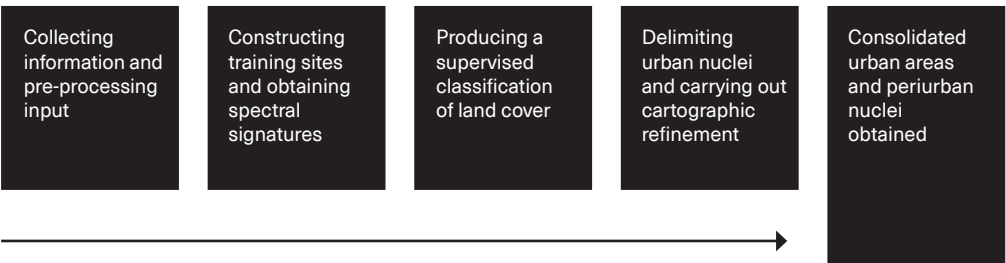 Collecting
information and
pre-processing
input
Constructing
training sites
and obtaining
spectral
signatures
Producing a
supervised
classification
of land cover
Delimiting
urban nuclei
and carrying out
cartographic
refinement
Consolidated
urban areas
and periurban
nuclei
obtained